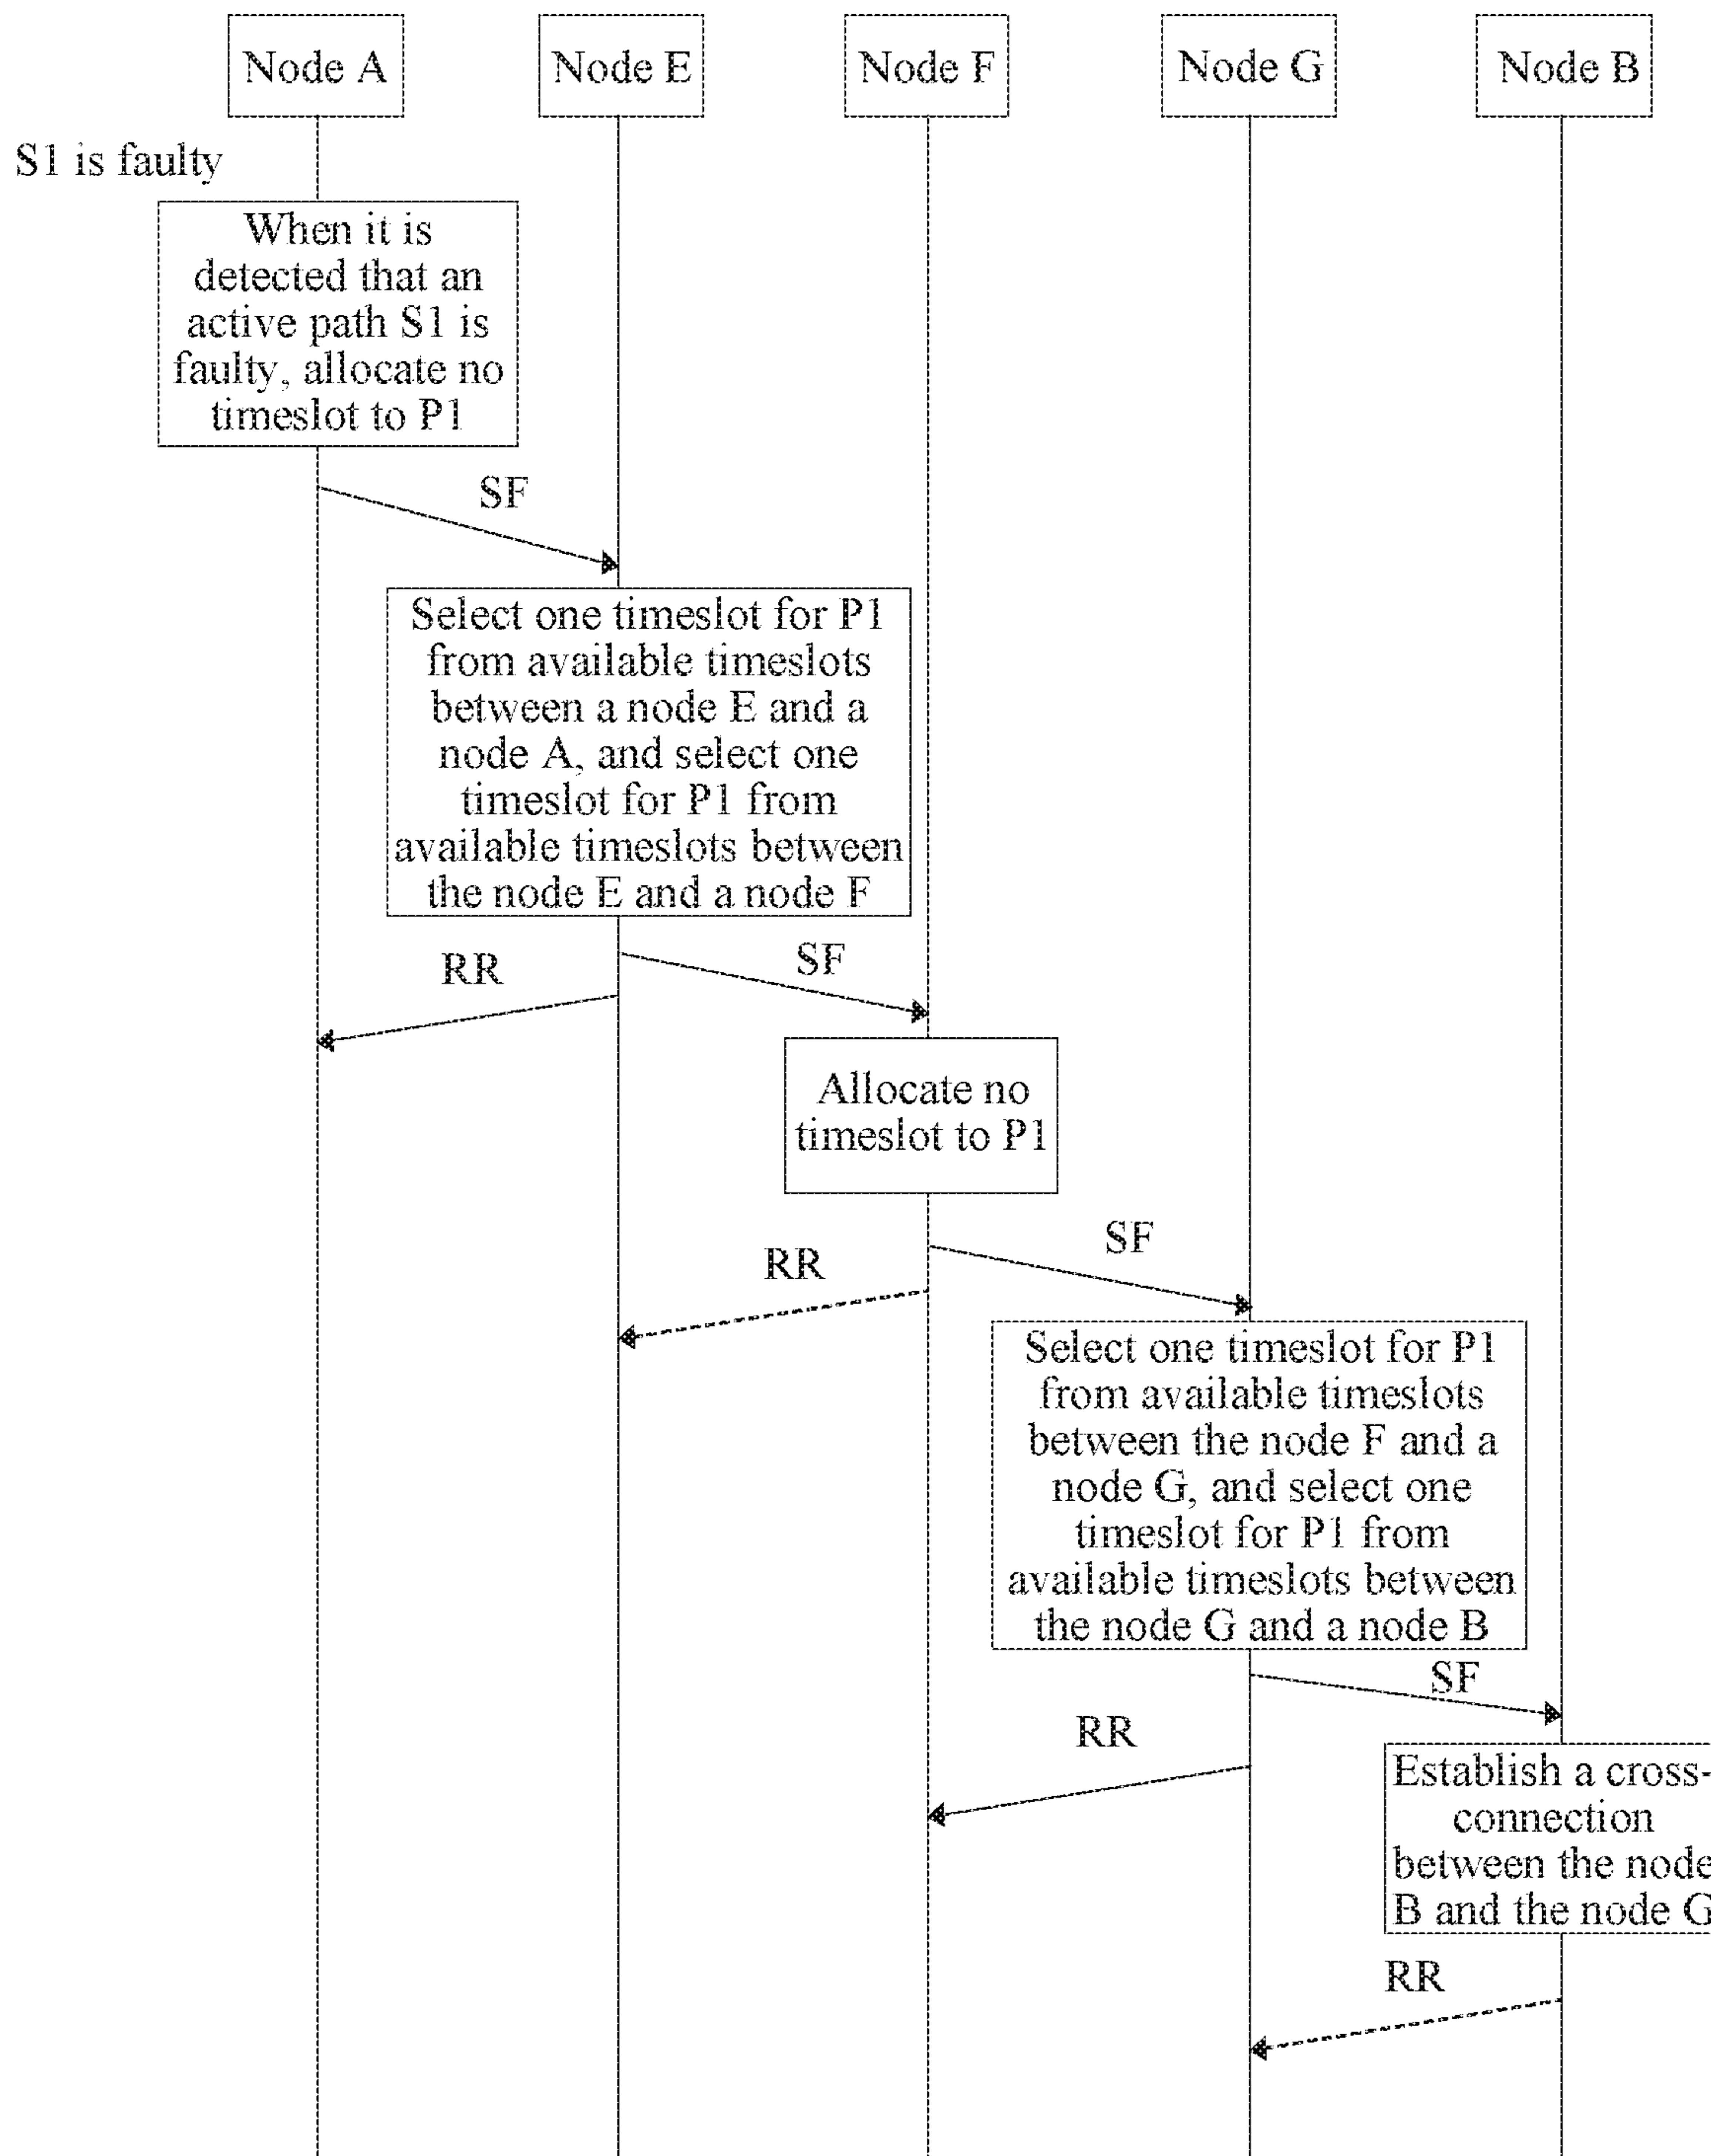 Node A
Node E
Node F
Node G
Node B
S1 is faulty
When it is
detected that an
active path S1 is
faulty, allocate no
timeslot to P1
SF
Select one timeslot for P1
from available timeslots
between a node E and a
node A, and select one
timeslot for P1 from
available timeslots between
the node E and a node F
RR
SF
Allocate no
timeslot to P1
RR
SF
Select one timeslot for P1
from available timeslots
between the node F and a
node G, and select one
timeslot for P1 from
available timeslots between
the node G and a node B
SF
RR
Establish a cross-
connection
between the node
B and the node G
RR